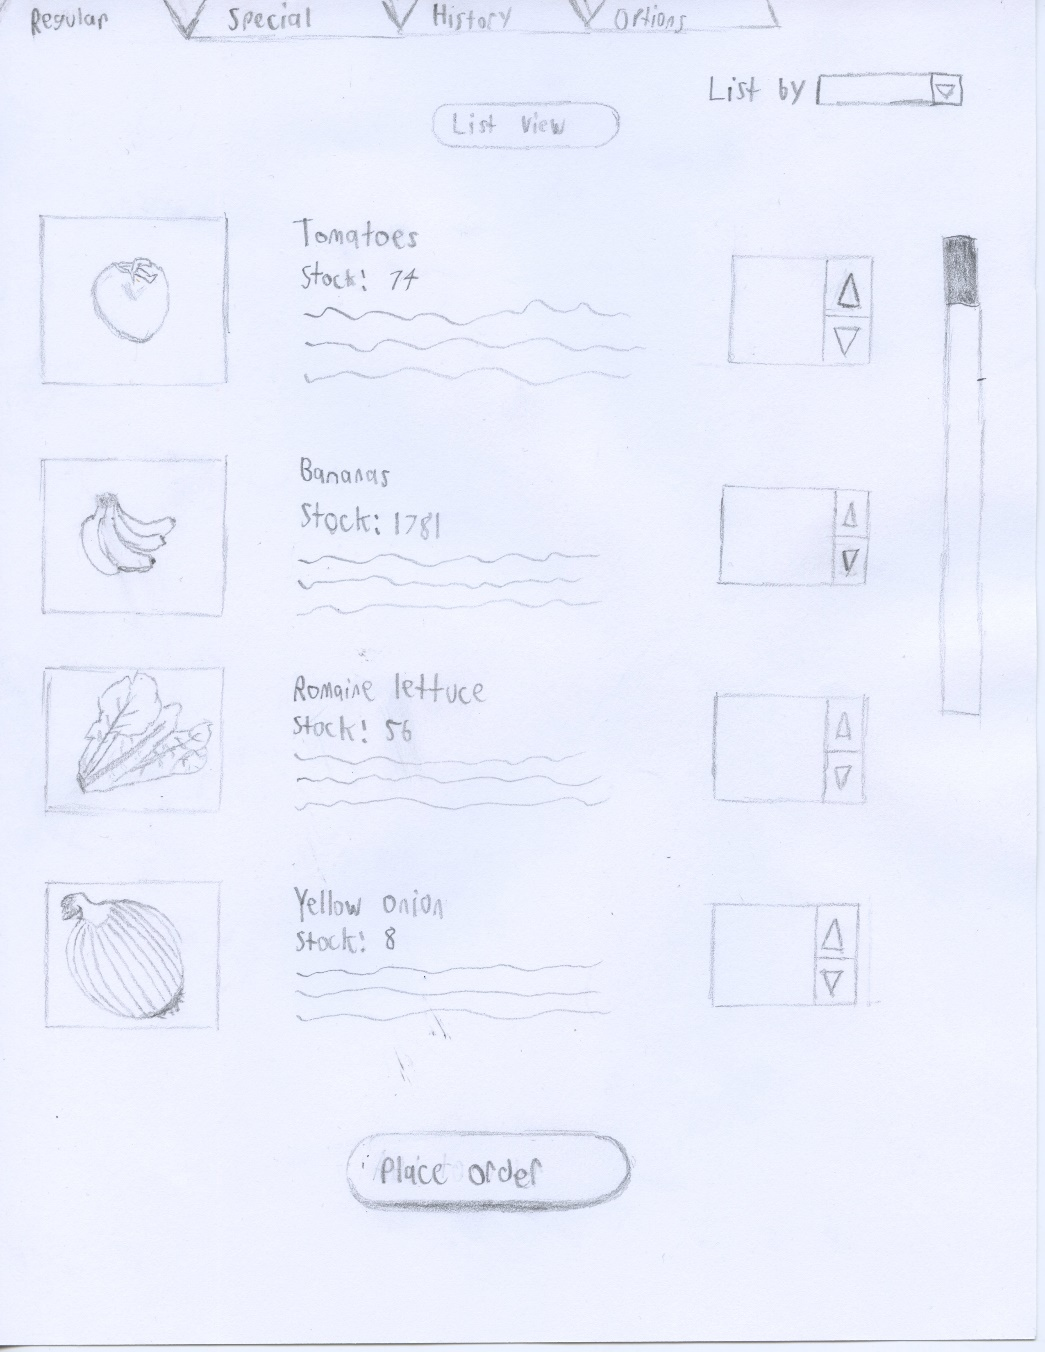 Regular Special History Options
List by
List View
Tomatoes
Stock: 74
Bananas
Stock: 1781
Romaine lettuce
Stock: 56
Yellow onion
Stock: 8
Place order